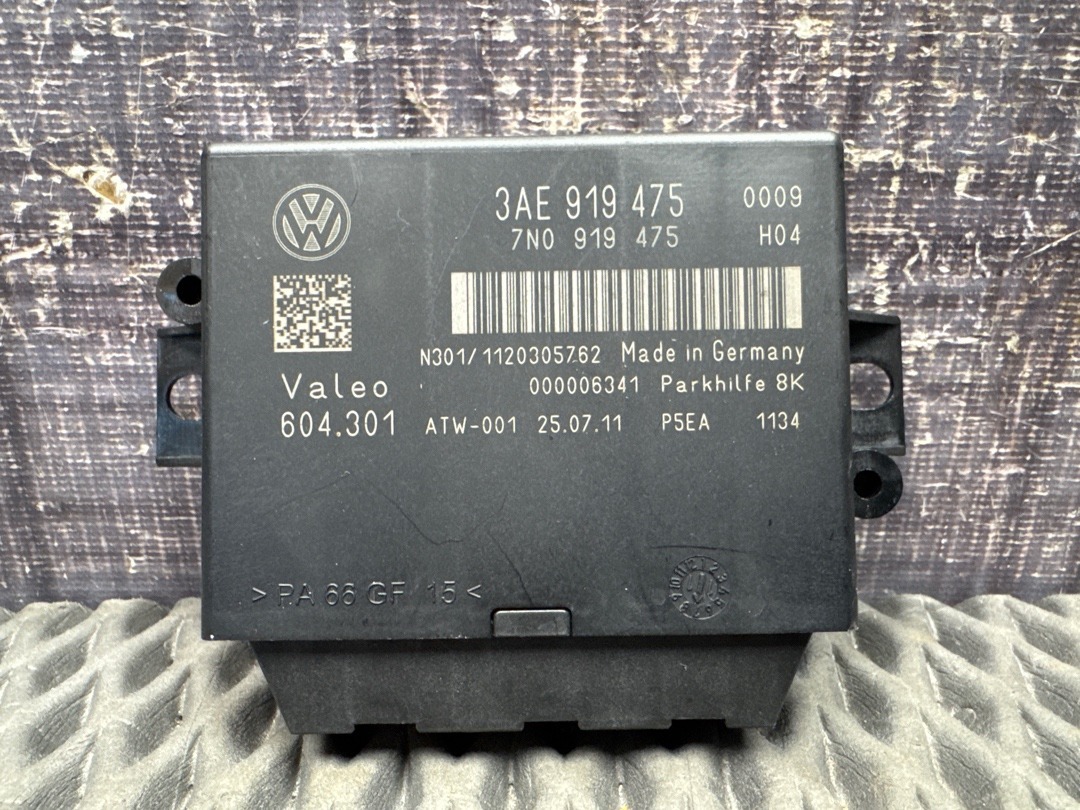 3AE 919 475 0009
7N0 919 475 H04
N301/1120305762 Made in Germany
Valeo 000006341 Parkhilfe 8K
604.301 ATW-001 25.07.11 P5EA 1134
>PA 66 GF 15<